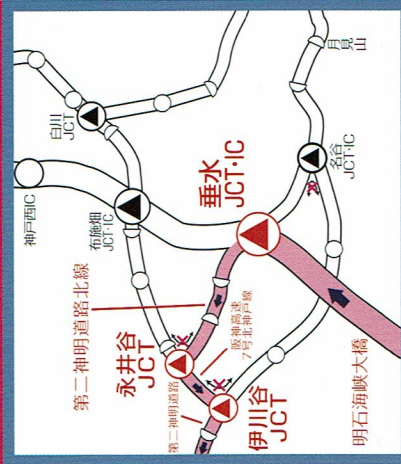 月見山
白川
JCT
名谷
JCT・IC
神戸西IC
布施畑
JCT・IC
垂水
JCT・IC
第二神明道路北線
阪神高速
7号北神戸線
永井谷
JCT
第二神明道路
伊川谷
JCT
明石海峡大橋